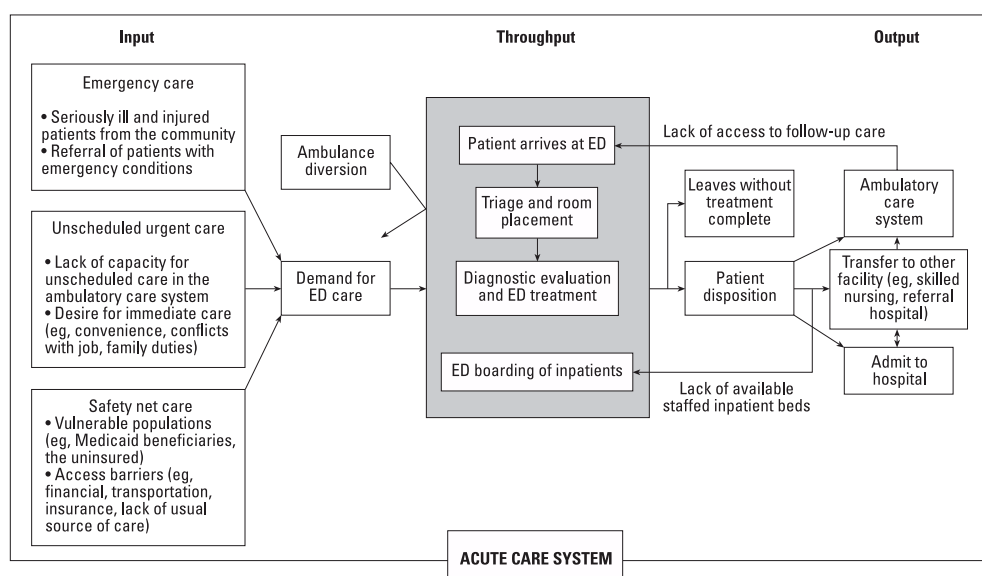 Input
Throughput
Output
Emergency care
• Seriously ill and injured
patients from the community
• Referral of patients with
emergency conditions
Unscheduled urgent care
• Lack of capacity for
unscheduled care in the
ambulatory care system
• Desire for immediate care
(eg, convenience, conflicts
with job, family duties)
Safety net care
• Vulnerable populations
(eg, Medicaid beneficiaries,
the uninsured)
• Access barriers (eg,
financial, transportation,
insurance, lack of usual
source of care)
Ambulance
diversion
Demand for
ED care
Patient arrives at ED
Triage and room
placement
Diagnostic evaluation
and ED treatment
ED boarding of inpatients
Lack of access to follow-up care
Leaves without
treatment
complete
Patient
disposition
Lack of available
staffed inpatient beds
Ambulatory
care
system
Transfer to other
facility (eg, skilled
nursing, referral
hospital)
Admit to
hospital
ACUTE CARE SYSTEM